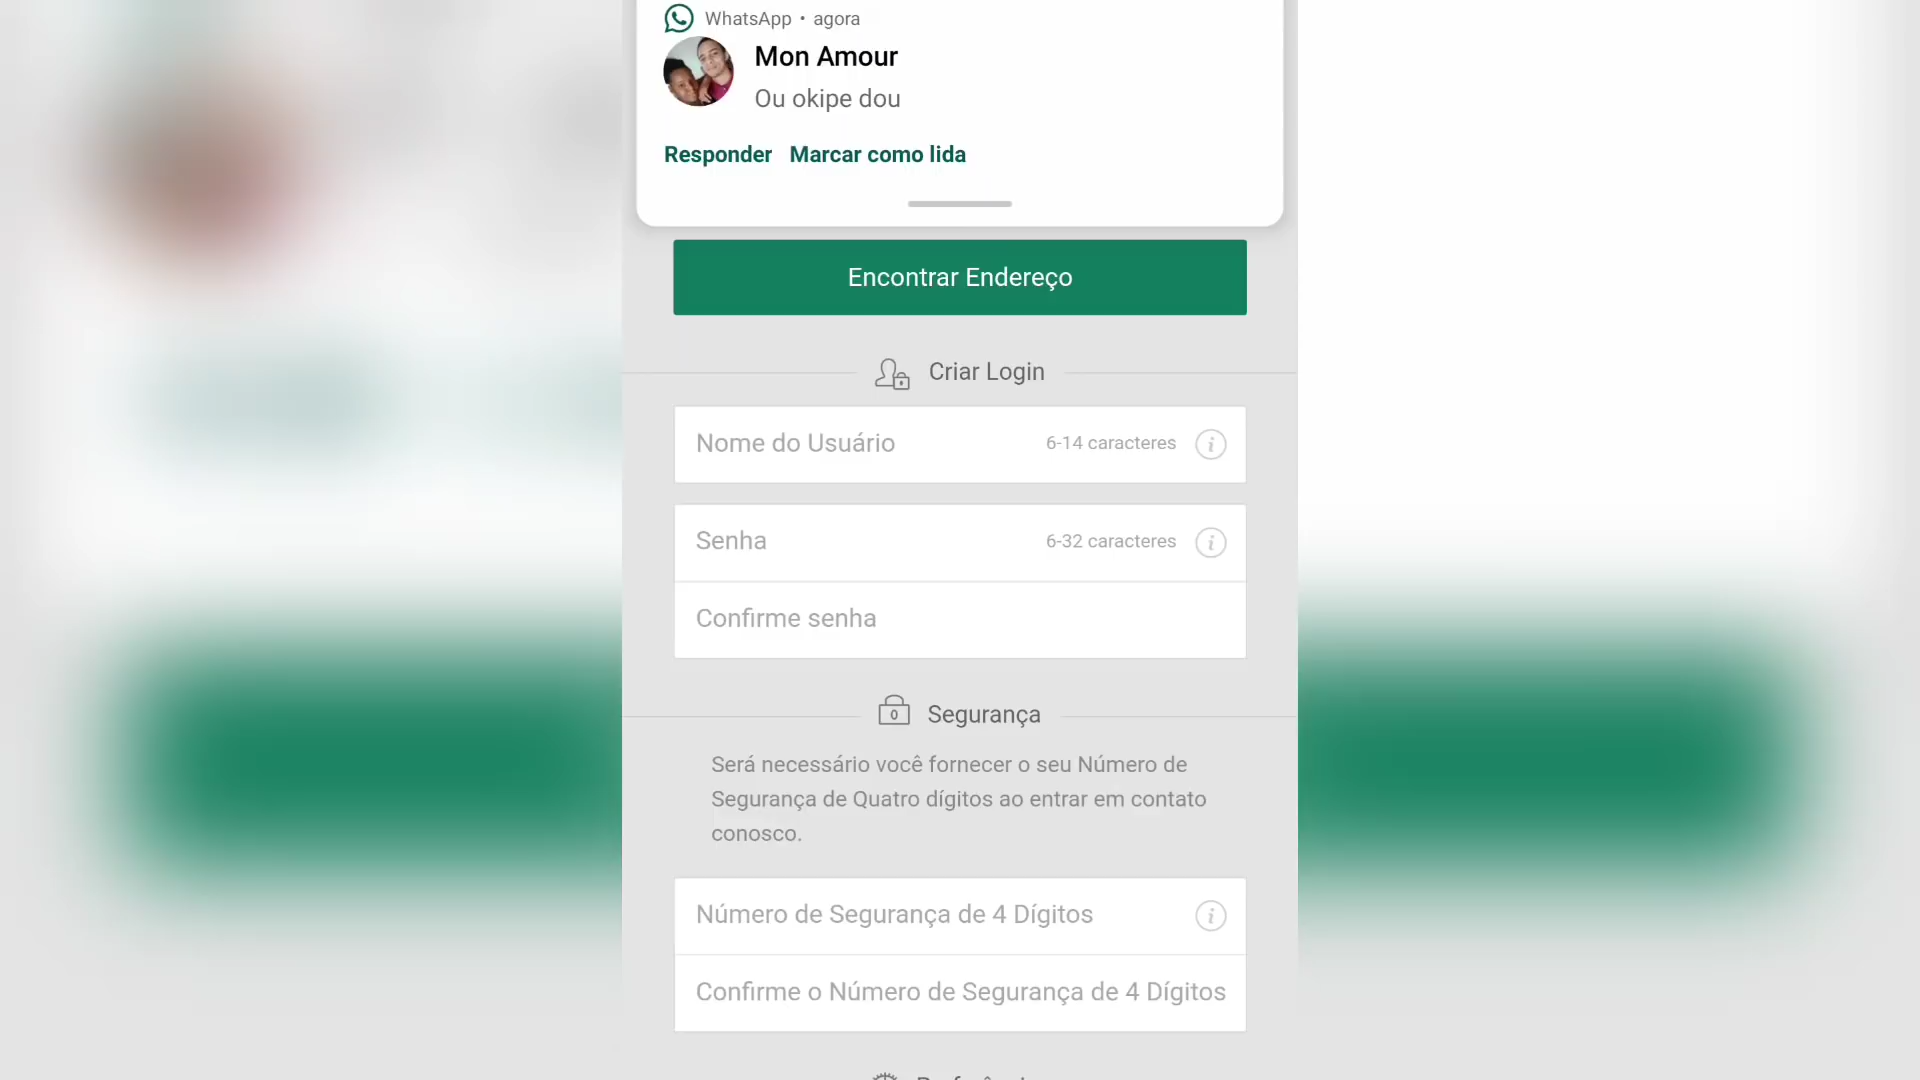 WhatsApp • agora
Mon Amour
Ou okipe dou
Responder Marcar como lida
Encontrar Endereço
Criar Login
Nome do Usuário 6-14 caracteres
Senha 6-32 caracteres
Confirme senha
Segurança
Será necessário você fornecer o seu Número de
Segurança de Quatro dígitos ao entrar em contato
conosco.
Número de Segurança de 4 Dígitos
Confirme o Número de Segurança de 4 Dígitos